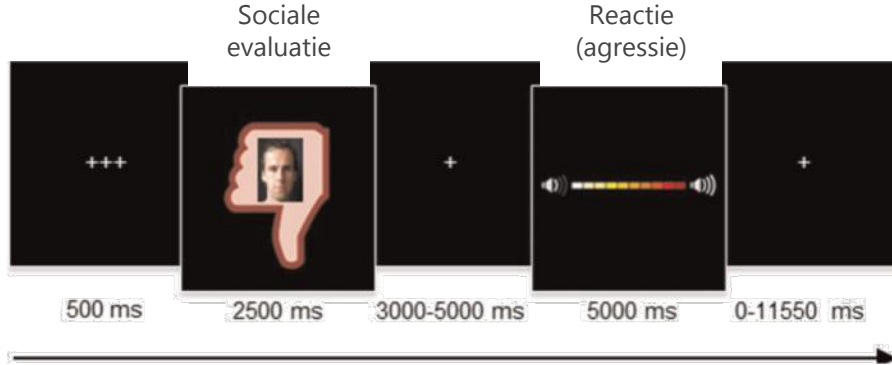 Sociale
evaluatie
Reactie
(agressie)
+++
+
+
500 ms
2500 ms
3000-5000 ms
5000 ms
0-11550 ms